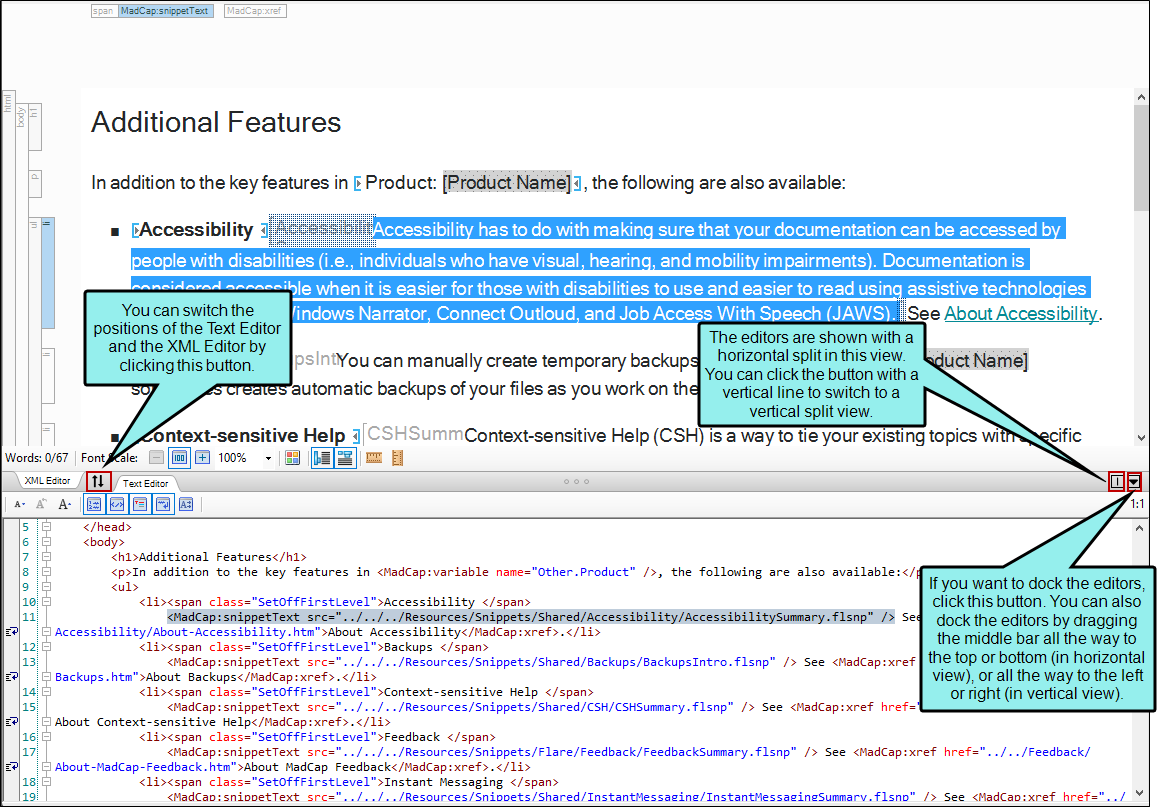 span MadCap:snippetText MadCap:xref
html
body
h1
Additional Features
p
In addition to the key features in Product: [Product Name] , the following are also available:
ul
li
Accessibility Accessibility has to do with making sure that your documentation can be accessed by
people with disabilities (i.e., individuals who have visual, hearing, and mobility impairments). Documentation is
considered accessible when it is easier for those with disabilities to use and easier to read using assistive technologies
Windows Narrator, Connect Outloud, and Job Access With Speech (JAWS). See About Accessibility.
You can switch the
positions of the Text Editor
and the XML Editor by
clicking this button.
The editors are shown with a
horizontal split in this view.
You can click the button with a
vertical line to switch to a
vertical split view.
li
psIntr You can manually create temporary backups oduct Name]
creates automatic backups of your files as you work on the
li
Context-sensitive Help CSHSumm Context-sensitive Help (CSH) is a way to tie your existing topics with specific
Words: 0/67 Font Scale: 100 100%
XML Editor Text Editor
A A A 1:1
5 </head>
6 <body>
7 <h1>Additional Features</h1>
8 <p>In addition to the key features in <MadCap:variable name="Other.Product" />, the following are also available:</p
9 <ul>
10 <li><span class="SetOffFirstLevel">Accessibility </span>
11 <MadCap:snippetText src="../../../Resources/Snippets/Shared/Accessibility/AccessibilitySummary.flsnp" /> See
Accessibility/About-Accessibility.htm">About Accessibility</MadCap:xref>.</li>
12 <li><span class="SetOffFirstLevel">Backups </span>
13 <MadCap:snippetText src="../../../Resources/Snippets/Shared/Backups/BackupsIntro.flsnp" /> See <MadCap:xref
Backups.htm">About Backups</MadCap:xref>.</li>
14 <li><span class="SetOffFirstLevel">Context-sensitive Help </span>
15 <MadCap:snippetText src="../../../Resources/Snippets/Shared/CSH/CSHSummary.flsnp" /> See <MadCap:xref href="
About Context-sensitive Help</MadCap:xref>.</li>
16 <li><span class="SetOffFirstLevel">Feedback </span>
17 <MadCap:snippetText src="../../../Resources/Snippets/Flare/Feedback/FeedbackSummary.flsnp" /> See <MadCap:xref href="../../Feedback/
About-MadCap-Feedback.htm">About MadCap Feedback</MadCap:xref>.</li>
18 <li><span class="SetOffFirstLevel">Instant Messaging </span>
19 <MadCap:snippetText src="../../../Resources/Snippets/Shared/InstantMessaging/InstantMessagingSummary.flsnp" /> See <MadCap:xref href="../
If you want to dock the editors,
click this button. You can also
dock the editors by dragging
the middle bar all the way to
the top or bottom (in horizontal
view), or all the way to the left
or right (in vertical view).